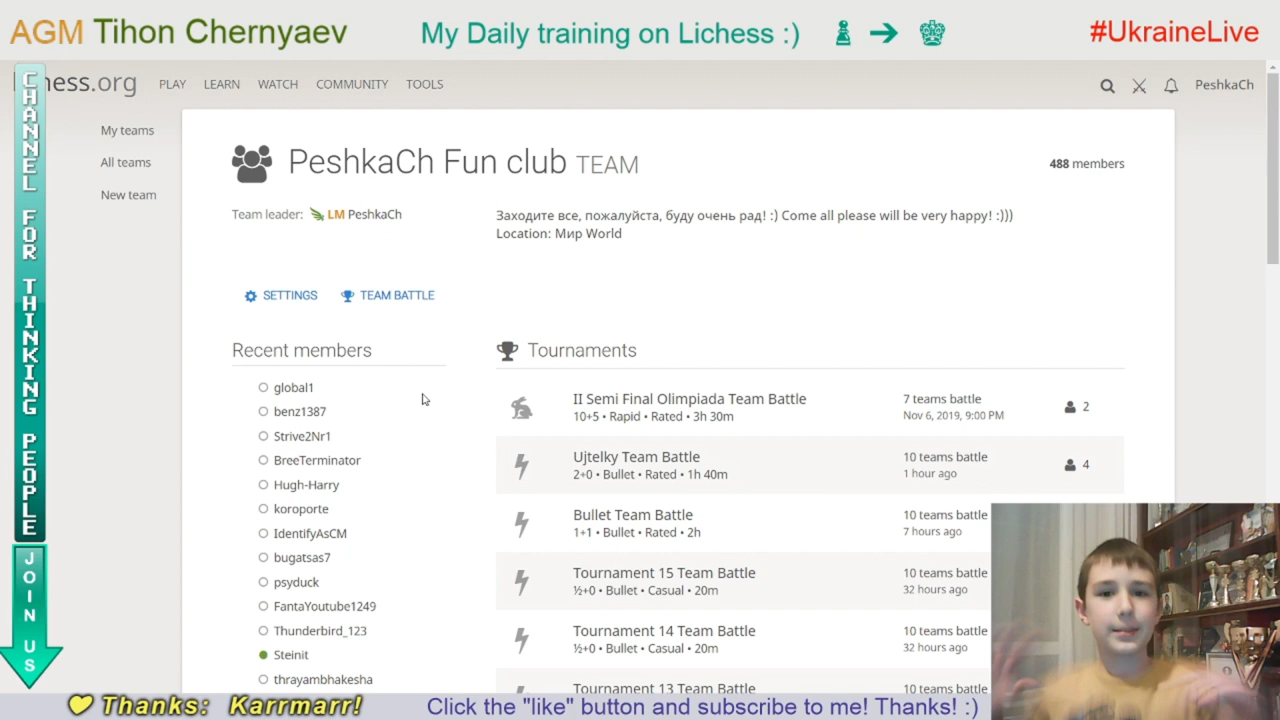 AGM Tihon Chernyaev
My Daily training on Lichess :)
#UkraineLive
CHANNEL FOR THINKING PEOPLE
JOIN US
hess.org
PLAY
LEARN
WATCH
COMMUNITY
TOOLS
PeshkaCh
My teams
All teams
New team
PeshkaCh Fun club TEAM
488 members
Team leader: LM PeshkaCh
Заходите все, пожалуйста, буду очень рад! :) Come all please will be very happy! :)))
Location: Мир World
SETTINGS
TEAM BATTLE
Recent members
global1
benz1387
Strive2Nr1
BreeTerminator
Hugh-Harry
koroporte
IdentifyAsCM
bugatsas7
psyduck
FantaYoutube1249
Thunderbird_123
Steinit
thrayambhakesha
Tournaments
II Semi Final Olimpiada Team Battle
10+5 • Rapid • Rated • 3h 30m
7 teams battle
Nov 6, 2019, 9:00 PM
2
Ujtelky Team Battle
2+0 • Bullet • Rated • 1h 40m
10 teams battle
1 hour ago
4
Bullet Team Battle
1+1 • Bullet • Rated • 2h
10 teams battle
7 hours ago
Tournament 15 Team Battle
½+0 • Bullet • Casual • 20m
10 teams battle
32 hours ago
Tournament 14 Team Battle
½+0 • Bullet • Casual • 20m
10 teams battle
32 hours ago
Tournament 13 Team Battle
10 teams battle
Thanks: Karrmarr!
Click the "like" button and subscribe to me! Thanks! :)